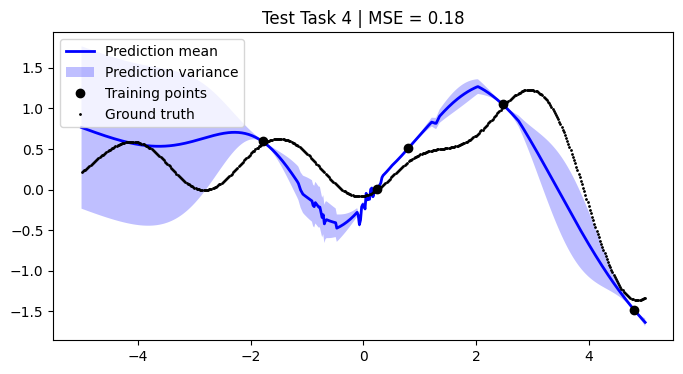 Test Task 4 | MSE = 0.18
Prediction mean
Prediction variance
Training points
Ground truth
1.5
1.0
0.5
0.0
−0.5
−1.0
−1.5
−4 −2 0 2 4